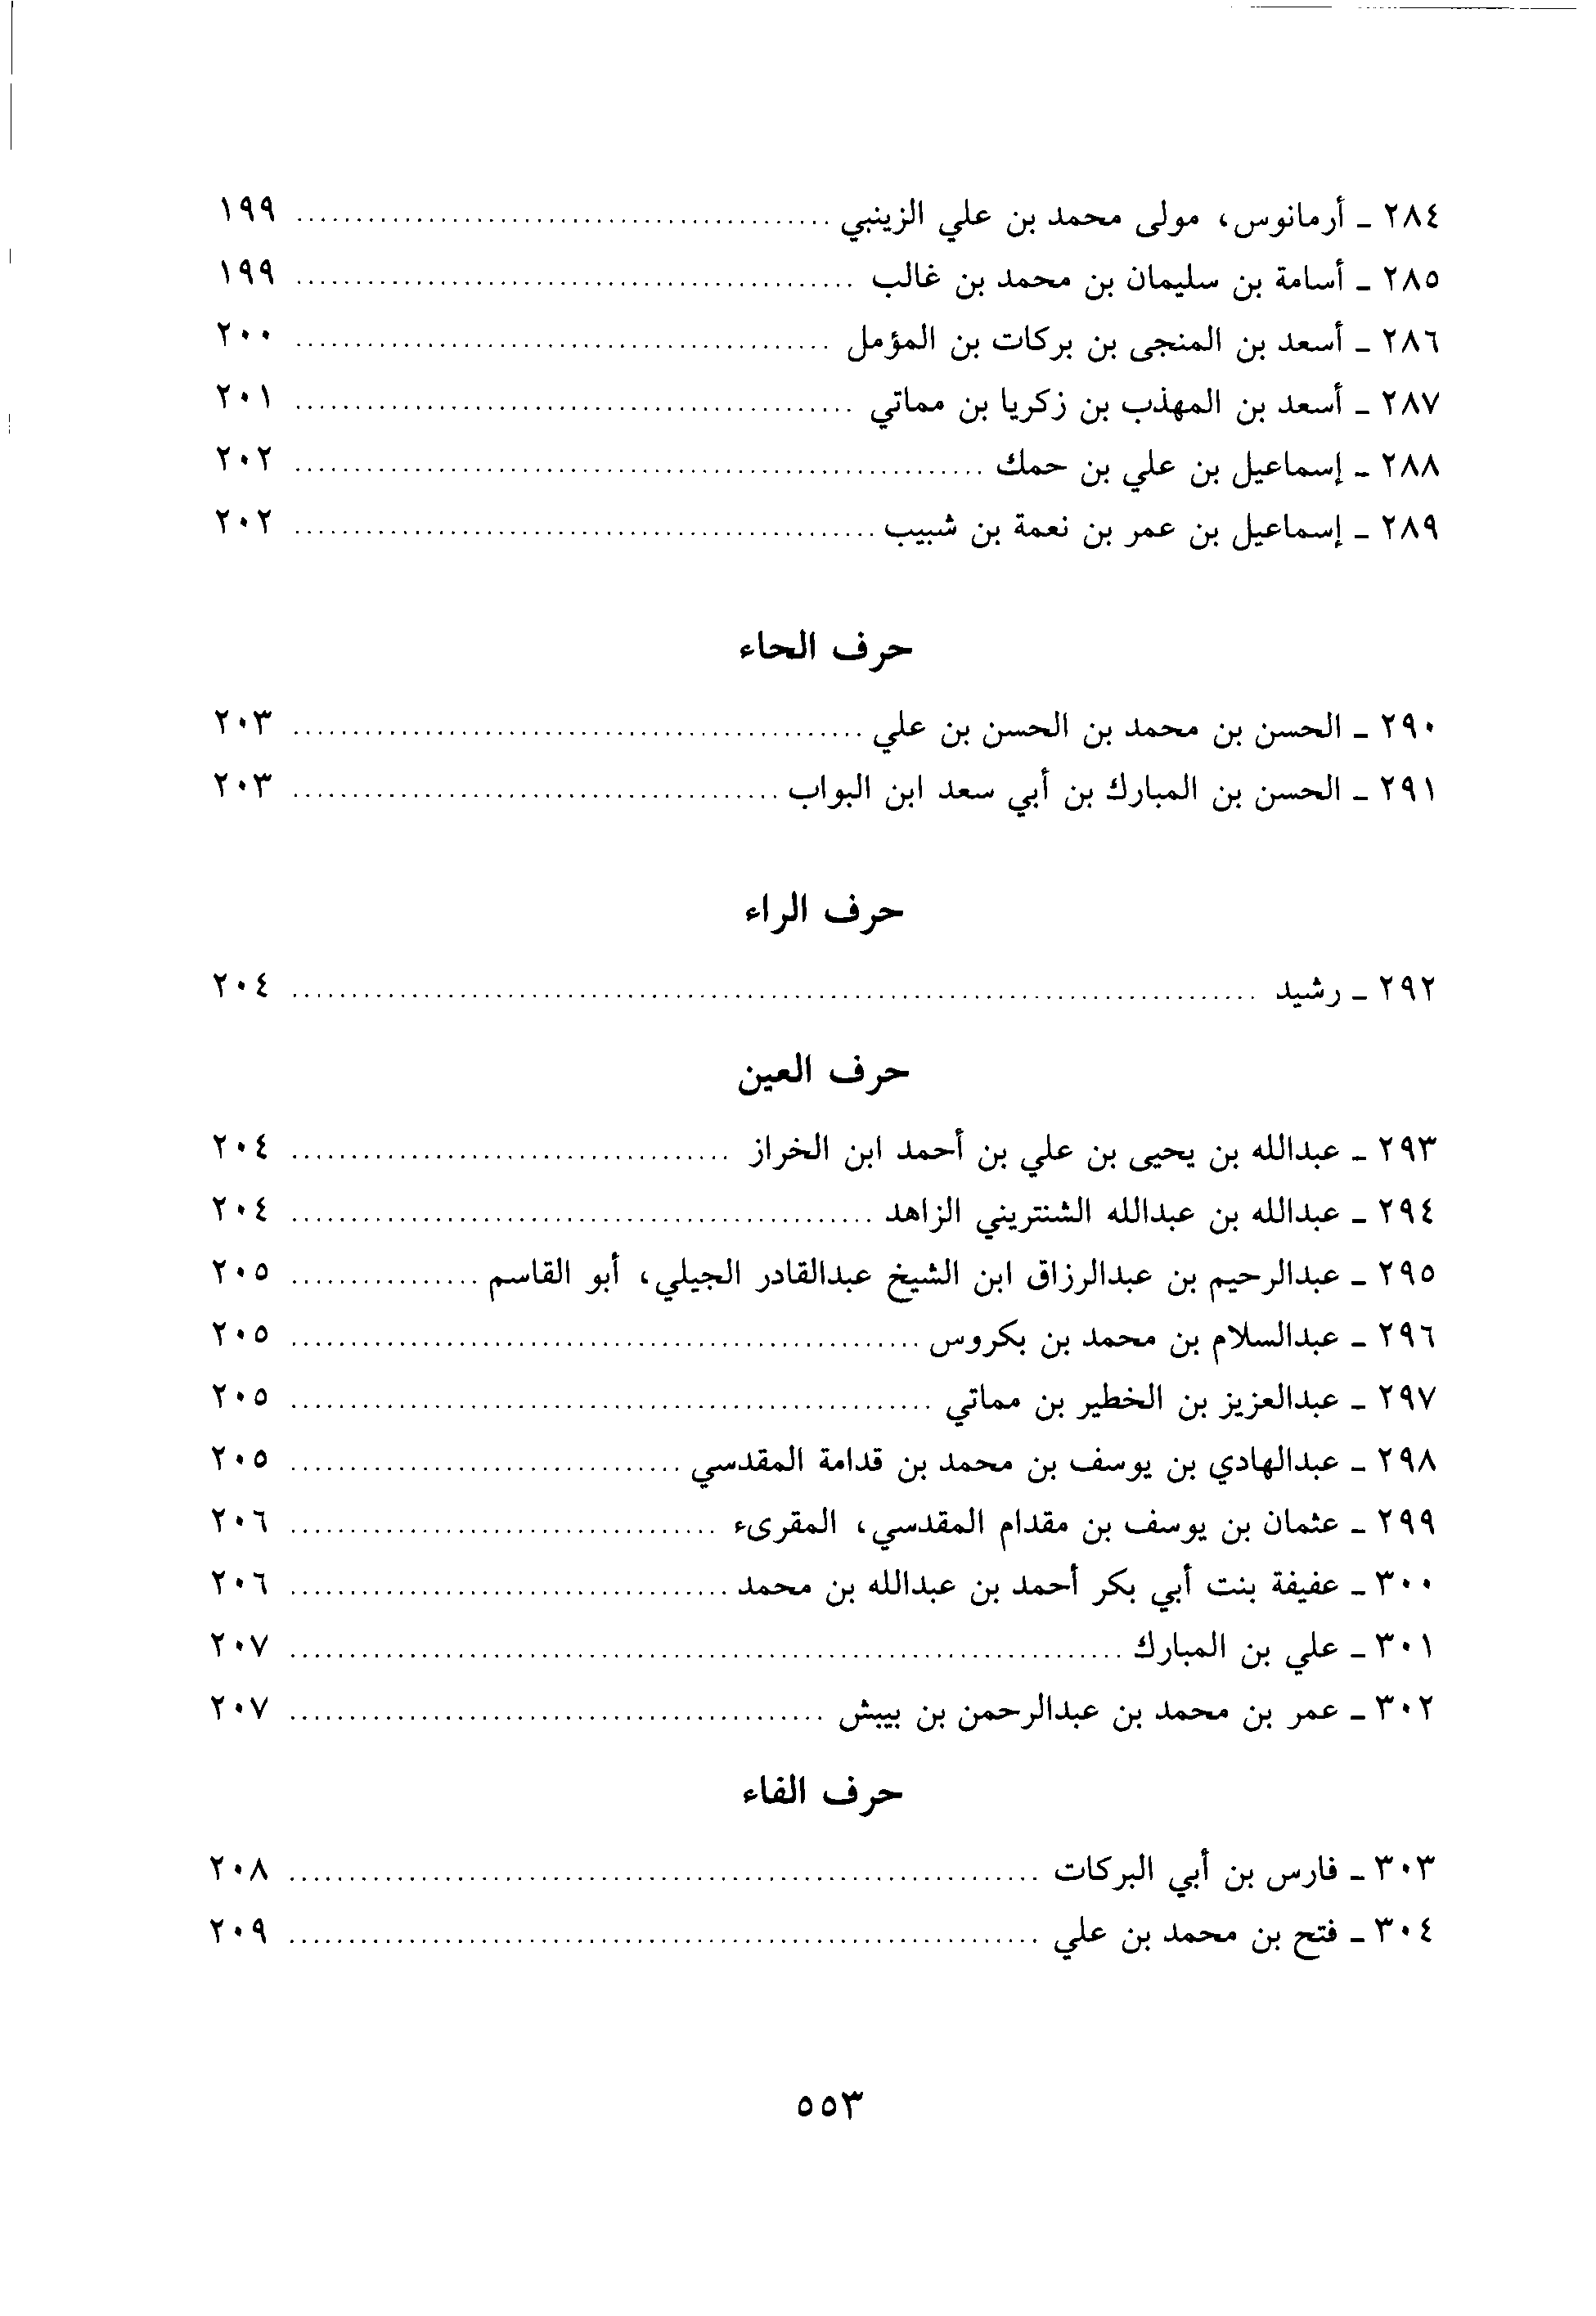 ٢٨٤ ـ أرمانوس، مولى محمد بن علي الزينبي ........ ١٩٩
٢٨٥ ـ أسامة بن سليمان بن محمد بن غالب ........ ١٩٩
٢٨٦ ـ أسعد بن المنجى بن بركات بن المؤمل ........ ٢٠٠
٢٨٧ ـ أسعد بن المهذب بن زكريا بن مماتي ........ ٢٠١
٢٨٨ ـ إسماعيل بن علي بن حمك ........ ٢٠٢
٢٨٩ ـ إسماعيل بن عمر بن نعمة بن شبيب ........ ٢٠٢
حرف الحاء
٢٩٠ ـ الحسن بن محمد بن الحسن بن علي ........ ٢٠٣
٢٩١ ـ الحسن بن المبارك بن أبي سعد ابن البواب ........ ٢٠٣
حرف الراء
٢٩٢ ـ رشيد ........ ٢٠٤
حرف العين
٢٩٣ ـ عبدالله بن يحيى بن علي بن أحمد ابن الخراز ........ ٢٠٤
٢٩٤ ـ عبدالله بن عبدالله الشنتريني الزاهد ........ ٢٠٤
٢٩٥ ـ عبدالرحيم بن عبدالرزاق ابن الشيخ عبدالقادر الجيلي، أبو القاسم ........ ٢٠٥
٢٩٦ ـ عبدالسلام بن محمد بن بكروس ........ ٢٠٥
٢٩٧ ـ عبدالعزيز بن الخطير بن مماتي ........ ٢٠٥
٢٩٨ ـ عبدالهادي بن يوسف بن محمد بن قدامة المقدسي ........ ٢٠٥
٢٩٩ ـ عثمان بن يوسف بن مقدام المقدسي، المقرىء ........ ٢٠٦
٣٠٠ ـ عفيفة بنت أبي بكر أحمد بن عبدالله بن محمد ........ ٢٠٦
٣٠١ ـ علي بن المبارك ........ ٢٠٧
٣٠٢ ـ عمر بن محمد بن عبدالرحمن بن بيبش ........ ٢٠٧
حرف الفاء
٣٠٣ ـ فارس بن أبي البركات ........ ٢٠٨
٣٠٤ ـ فتح بن محمد بن علي ........ ٢٠٩
٥٥٣